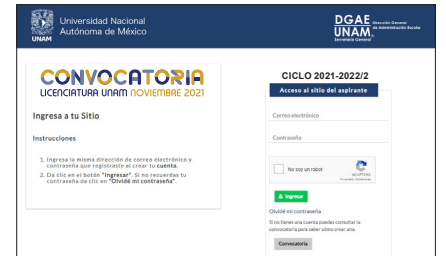 Universidad Nacional
Autónoma de México
UNAM
DGAE
UNAM
Dirección General
de Administración Escolar
Secretaría General
CONVOCATORIA
LICENCIATURA UNAM NOVIEMBRE 2021
Ingresa a tu Sitio
Instrucciones
1. Ingresa la misma dirección de correo electrónico y
contraseña que registraste al crear tu cuenta.
2. Da clic en el botón "Ingresar". Si no recuerdas tu
contraseña da clic en "Olvidé mi contraseña".
CICLO 2021-2022/2
Acceso al sitio del aspirante
Correo electrónico
Contraseña
No soy un robot
reCAPTCHA
Ingresar
Olvidé mi contraseña
Si no tienes una cuenta puedes consultar la
convocatoria para saber cómo crear una.
Convocatoria